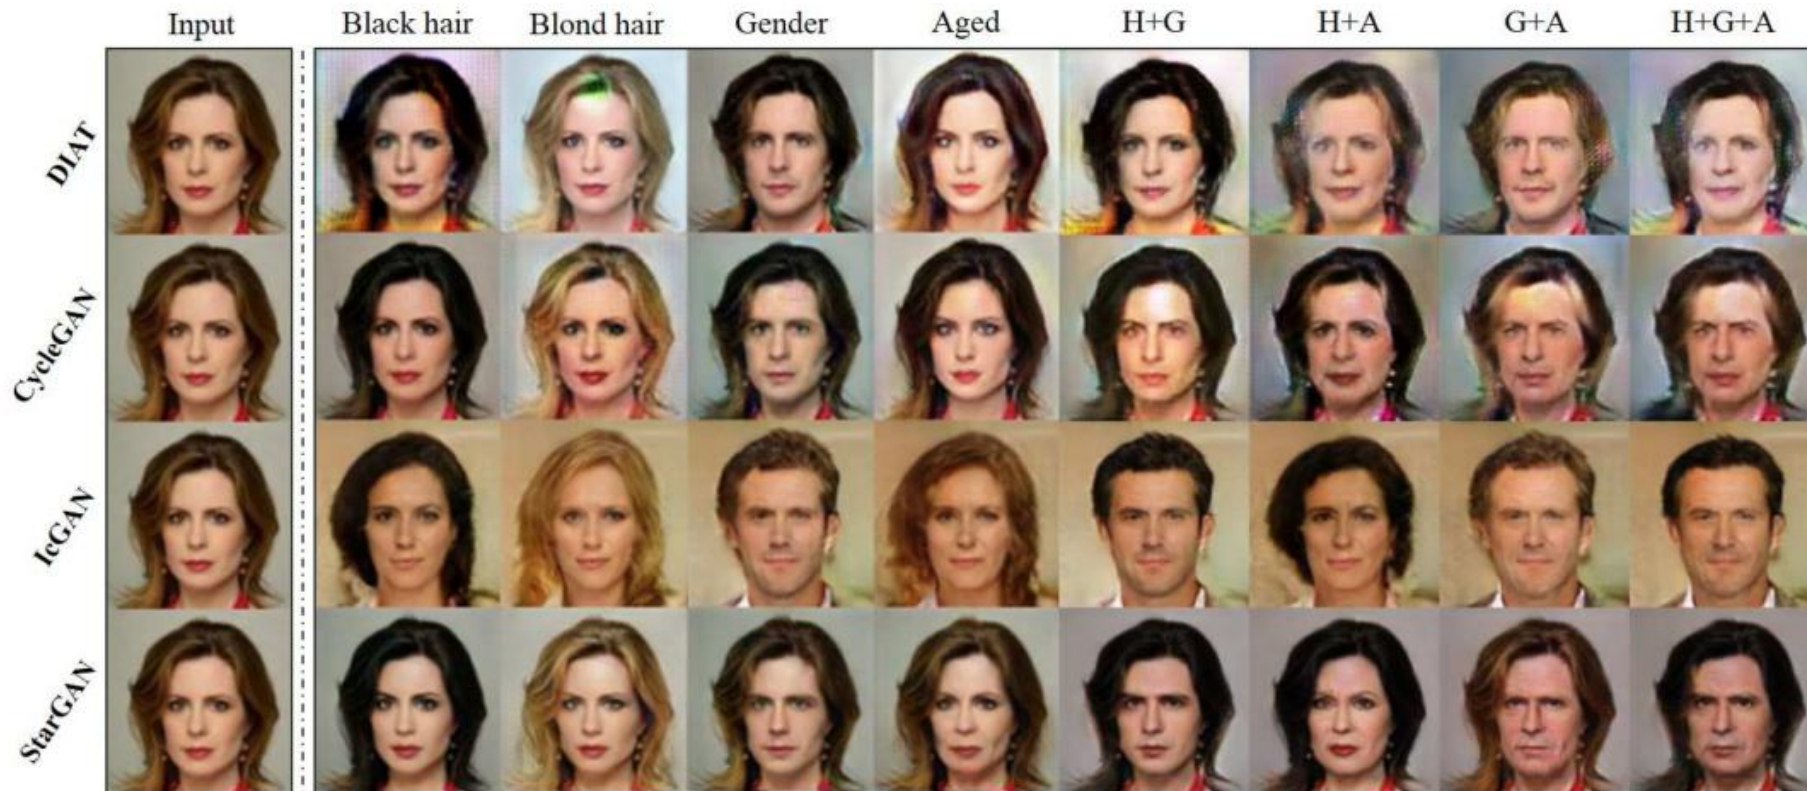 Input Black hair Blond hair Gender Aged H+G H+A G+A H+G+A
DIAT
CycleGAN
IcGAN
StarGAN